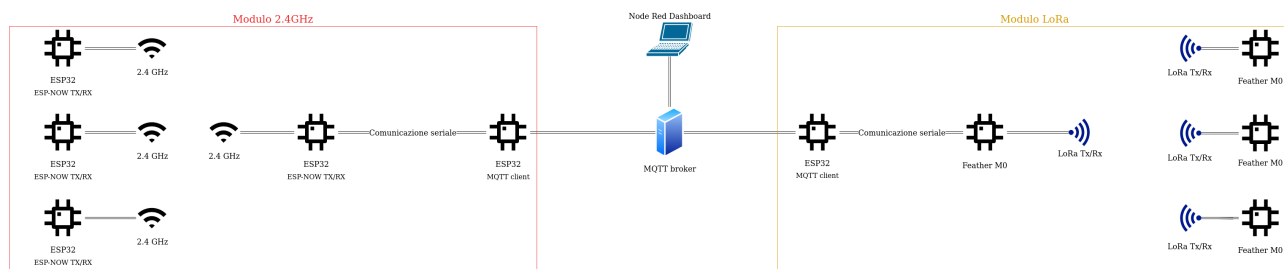 Modulo 2.4GHz
ESP32
ESP-NOW TX/RX
2.4 GHz
ESP32
ESP-NOW TX/RX
2.4 GHz
ESP32
ESP-NOW TX/RX
2.4 GHz
2.4 GHz
ESP32
ESP-NOW TX/RX
Comunicazione seriale
ESP32
MQTT client
Node Red Dashboard
MQTT broker
Modulo LoRa
ESP32
MQTT client
Comunicazione seriale
Feather M0
LoRa Tx/Rx
LoRa Tx/Rx
Feather M0
LoRa Tx/Rx
Feather M0
LoRa Tx/Rx
Feather M0